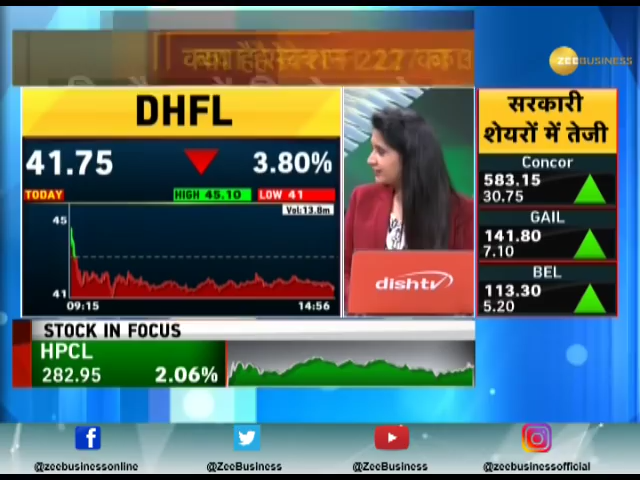 ZEEBUSINESS
DHFL
41.75 3.80%
TODAY HIGH 45.10 LOW 41
Vol:13.8m
45
41
09:15 14:56
dishtv
सरकारी
शेयरों में तेजी
Concor
583.15
30.75
GAIL
141.80
7.10
BEL
113.30
5.20
STOCK IN FOCUS
HPCL
282.95 2.06%
@zeebusinessonline @ZeeBusiness @ZeeBusiness @zeebusinessofficial